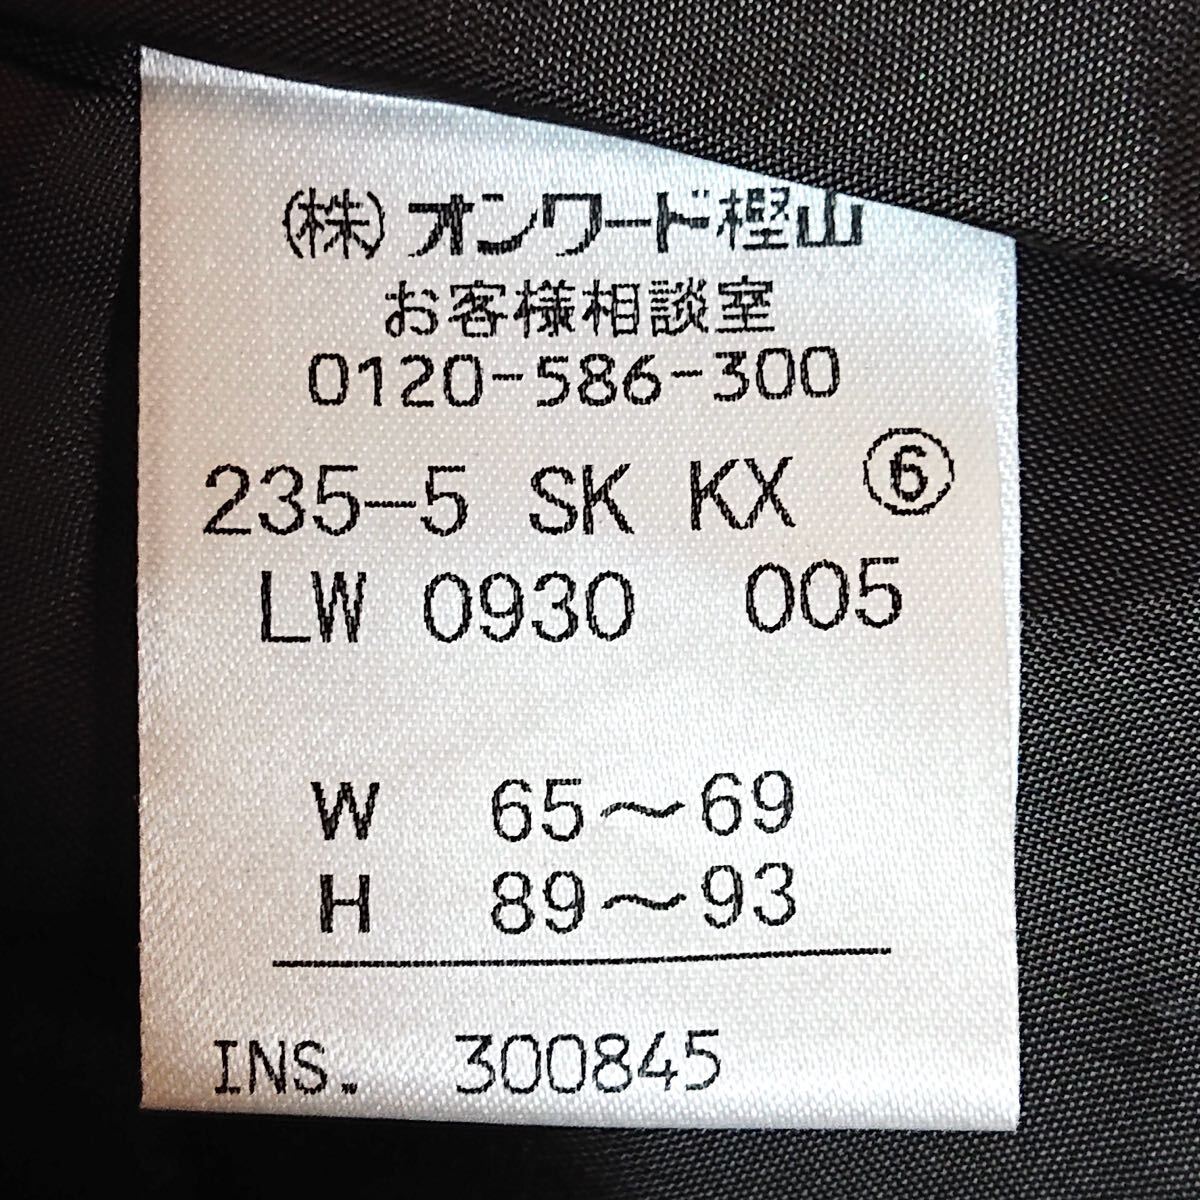 (株)オンワード樫山
お客様相談室
0120-586-300
235-5 SK KX ⑥
LW 0930 005
W 65〜69
H 89〜93
INS. 300845